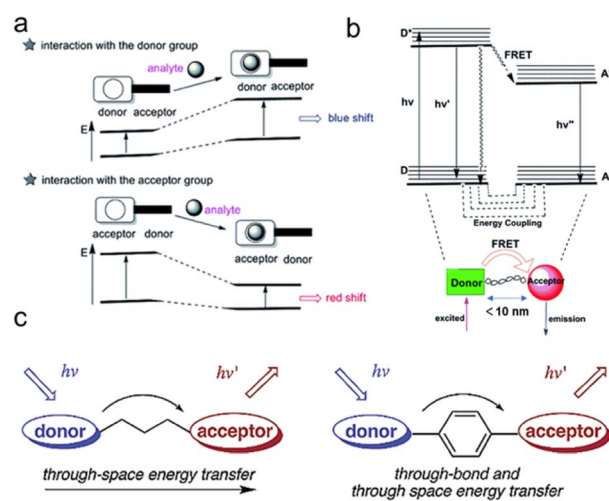 a
interaction with the donor group
analyte
donor acceptor
donor
acceptor
E
blue shift
interaction with the acceptor group
analyte
acceptor donor
acceptor donor
E
red shift
b
D*
FRET
A*
hν
hν'
hν"
D
A
Energy Coupling
FRET
Donor
Acceptor
< 10 nm
excited
emission
c
hν
hν'
donor
acceptor
through-space energy transfer
hν
hν'
donor
acceptor
through-bond and
through space energy transfer